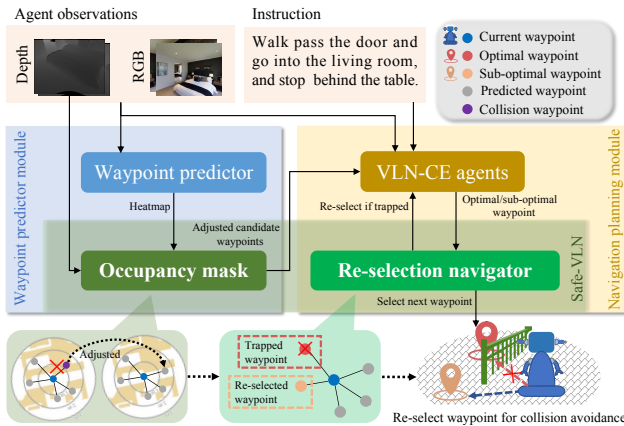 Agent observations
Instruction
Depth
RGB
Walk pass the door and
go into the living room,
and stop behind the table.
Current waypoint
Optimal waypoint
Sub-optimal waypoint
Predicted waypoint
Collision waypoint
Waypoint predictor module
Waypoint predictor
VLN-CE agents
Navigation planning module
Heatmap
Adjusted candidate
waypoints
Re-select if trapped
Optimal/sub-optimal
waypoint
Occupancy mask
Re-selection navigator
Safe-VLN
Select next waypoint
Adjusted
Trapped
waypoint
Re-selected
waypoint
Re-select waypoint for collision avoidance